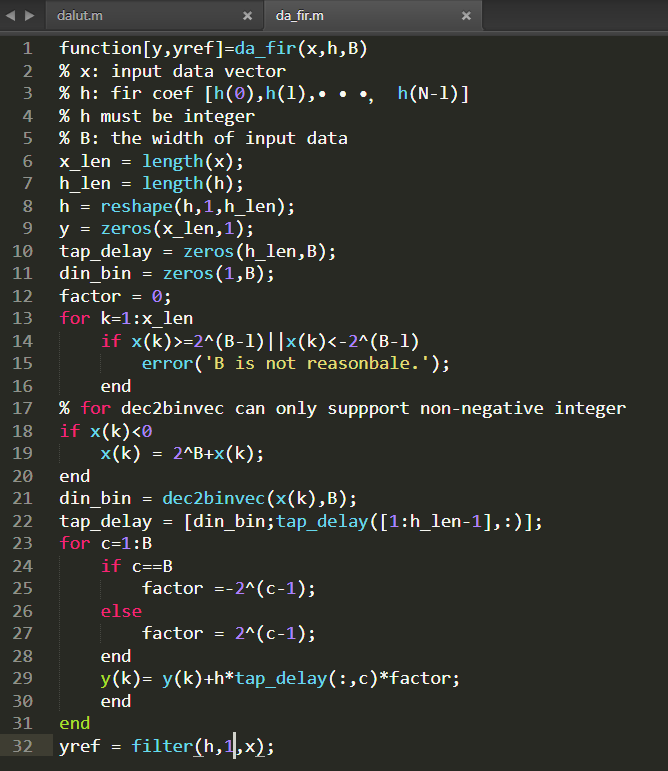 dalut.m × da_fir.m ×
1 function[y,yref]=da_fir(x,h,B)
2 % x: input data vector
3 % h: fir coef [h(0),h(l),• • •, h(N-l)]
4 % h must be integer
5 % B: the width of input data
6 x_len = length(x);
7 h_len = length(h);
8 h = reshape(h,1,h_len);
9 y = zeros(x_len,1);
10 tap_delay = zeros(h_len,B);
11 din_bin = zeros(1,B);
12 factor = 0;
13 for k=1:x_len
14 if x(k)>=2^(B-l)||x(k)<-2^(B-l)
15 error('B is not reasonbale.');
16 end
17 % for dec2binvec can only suppport non-negative integer
18 if x(k)<0
19 x(k) = 2^B+x(k);
20 end
21 din_bin = dec2binvec(x(k),B);
22 tap_delay = [din_bin;tap_delay([1:h_len-1],:)];
23 for c=1:B
24 if c==B
25 factor =-2^(c-1);
26 else
27 factor = 2^(c-1);
28 end
29 y(k)= y(k)+h*tap_delay(:,c)*factor;
30 end
31 end
32 yref = filter(h,1,x);